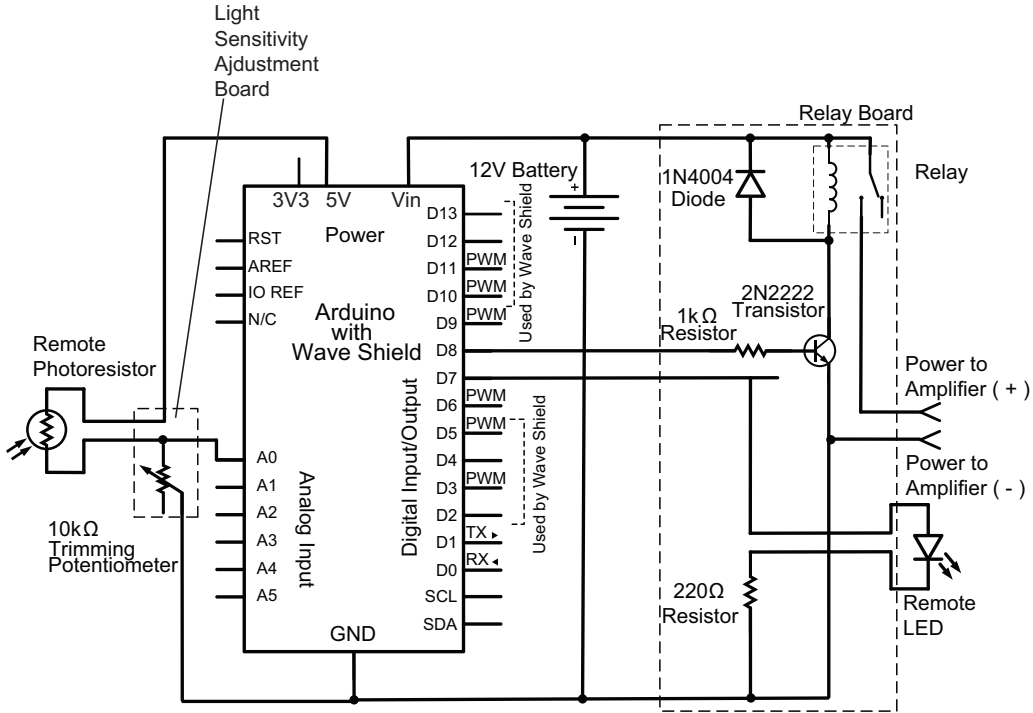 Light
Sensitivity
Ajdustment
Board
Relay Board
Relay
12V Battery
+
-
1N4004
Diode
3V3 5V Vin
Power
RST
AREF
IO REF
N/C
Arduino
with
Wave Shield
D13
D12
D11 PWM
D10 PWM
D9 PWM
D8
D7
D6 PWM
D5 PWM
D4
D3 PWM
D2
D1 TX
D0 RX
SCL
SDA
Used by Wave Shield
Used by Wave Shield
Digital Input/Output
Analog Input
A0
A1
A2
A3
A4
A5
GND
Remote
Photoresistor
10kΩ
Trimming
Potentiometer
1kΩ
Resistor
2N2222
Transistor
Power to
Amplifier ( + )
Power to
Amplifier ( - )
220Ω
Resistor
Remote
LED